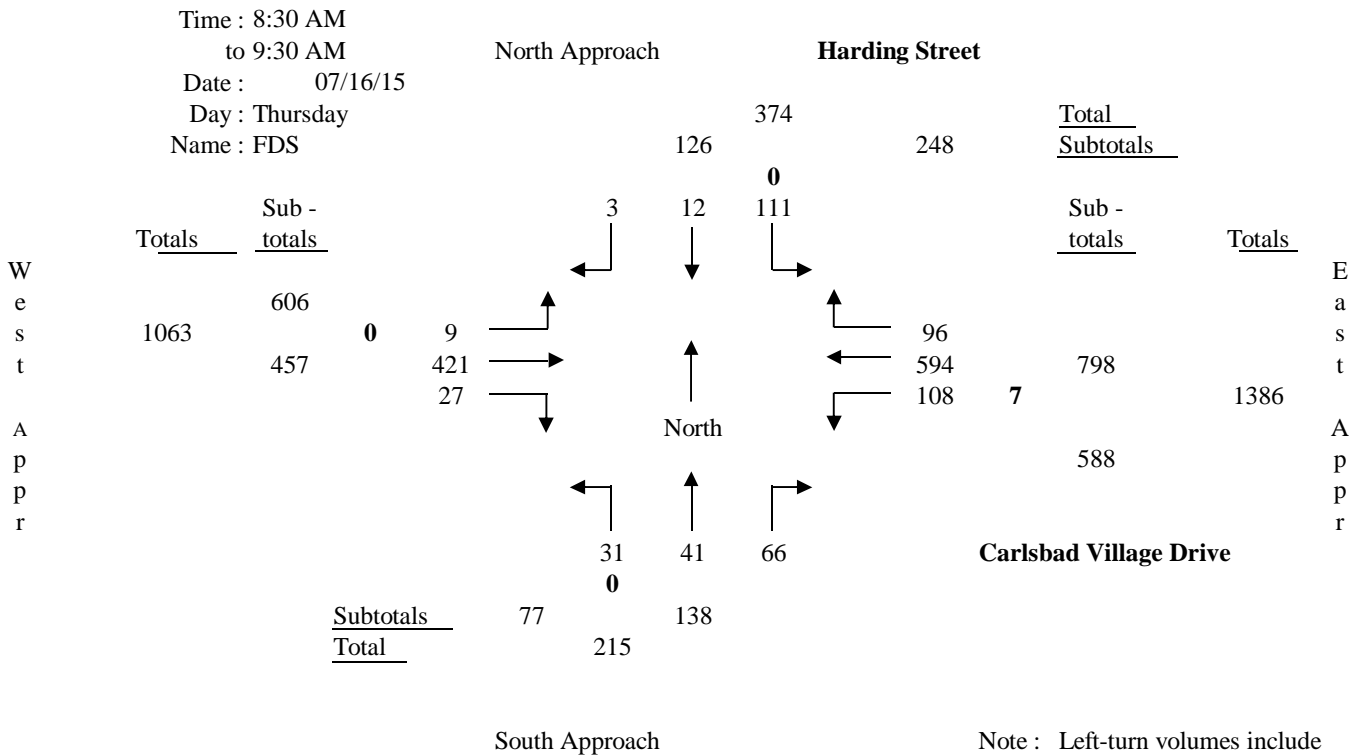 Time : 8:30 AM
to 9:30 AM North Approach Harding Street
Date : 07/16/15
Day : Thursday 374 Total
Name : FDS 126 248 Subtotals
0
Sub - 3 12 111 Sub -
Totals totals totals Totals
W E
e 606 a
s 1063 0 9 96 s
t 457 421 594 798 t
27 108 7 1386
A North A
p 588 p
p p
r r
31 41 66 Carlsbad Village Drive
0
Subtotals 77 138
Total 215
South Approach Note : Left-turn volumes include